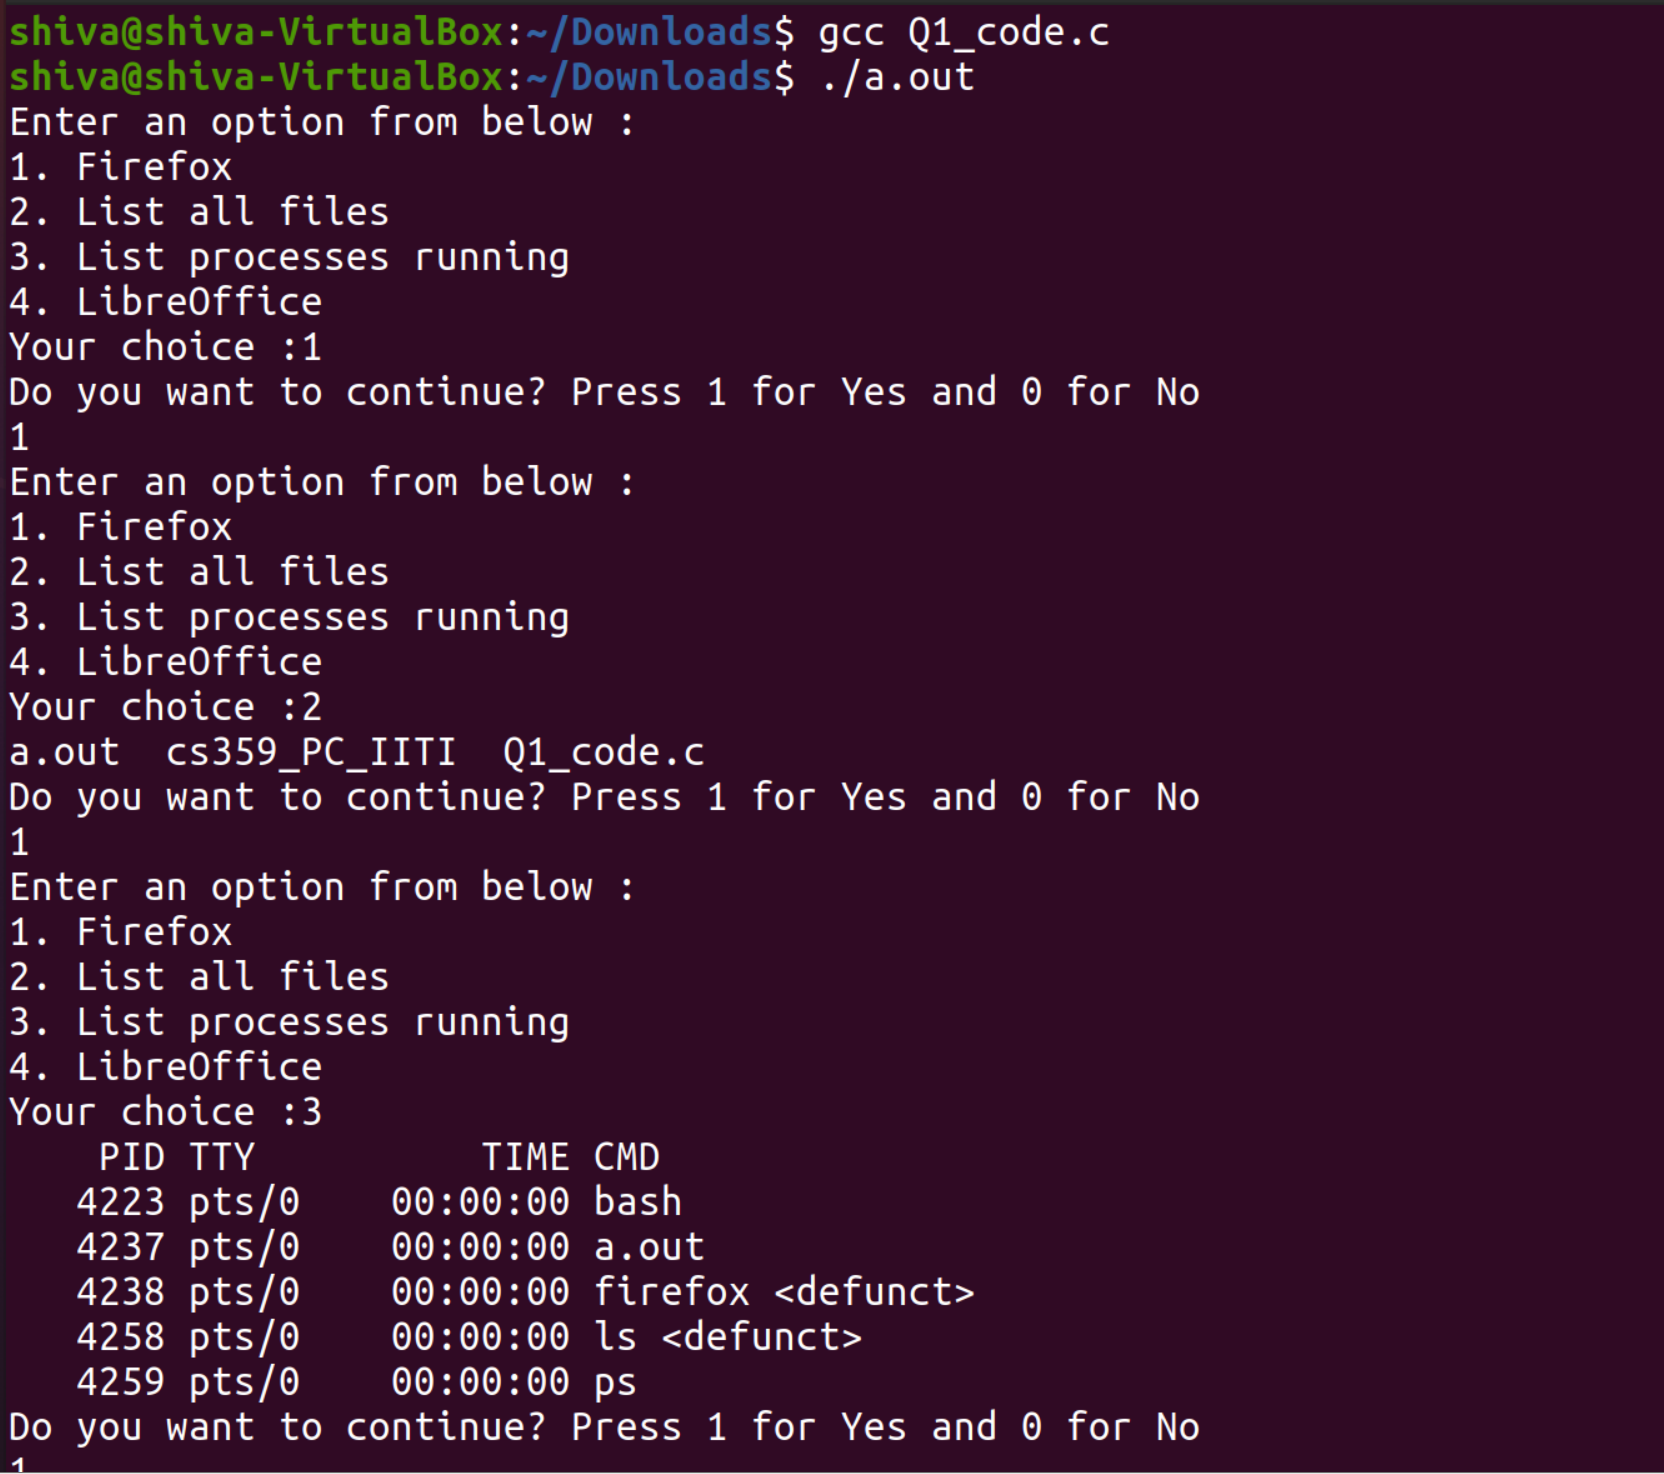 shiva@shiva-VirtualBox:~/Downloads$ gcc Q1_code.c
shiva@shiva-VirtualBox:~/Downloads$ ./a.out
Enter an option from below :
1. Firefox
2. List all files
3. List processes running
4. LibreOffice
Your choice :1
Do you want to continue? Press 1 for Yes and 0 for No
1
Enter an option from below :
1. Firefox
2. List all files
3. List processes running
4. LibreOffice
Your choice :2
a.out  cs359_PC_IITI  Q1_code.c
Do you want to continue? Press 1 for Yes and 0 for No
1
Enter an option from below :
1. Firefox
2. List all files
3. List processes running
4. LibreOffice
Your choice :3
    PID TTY          TIME CMD
   4223 pts/0    00:00:00 bash
   4237 pts/0    00:00:00 a.out
   4238 pts/0    00:00:00 firefox <defunct>
   4258 pts/0    00:00:00 ls <defunct>
   4259 pts/0    00:00:00 ps
Do you want to continue? Press 1 for Yes and 0 for No
1